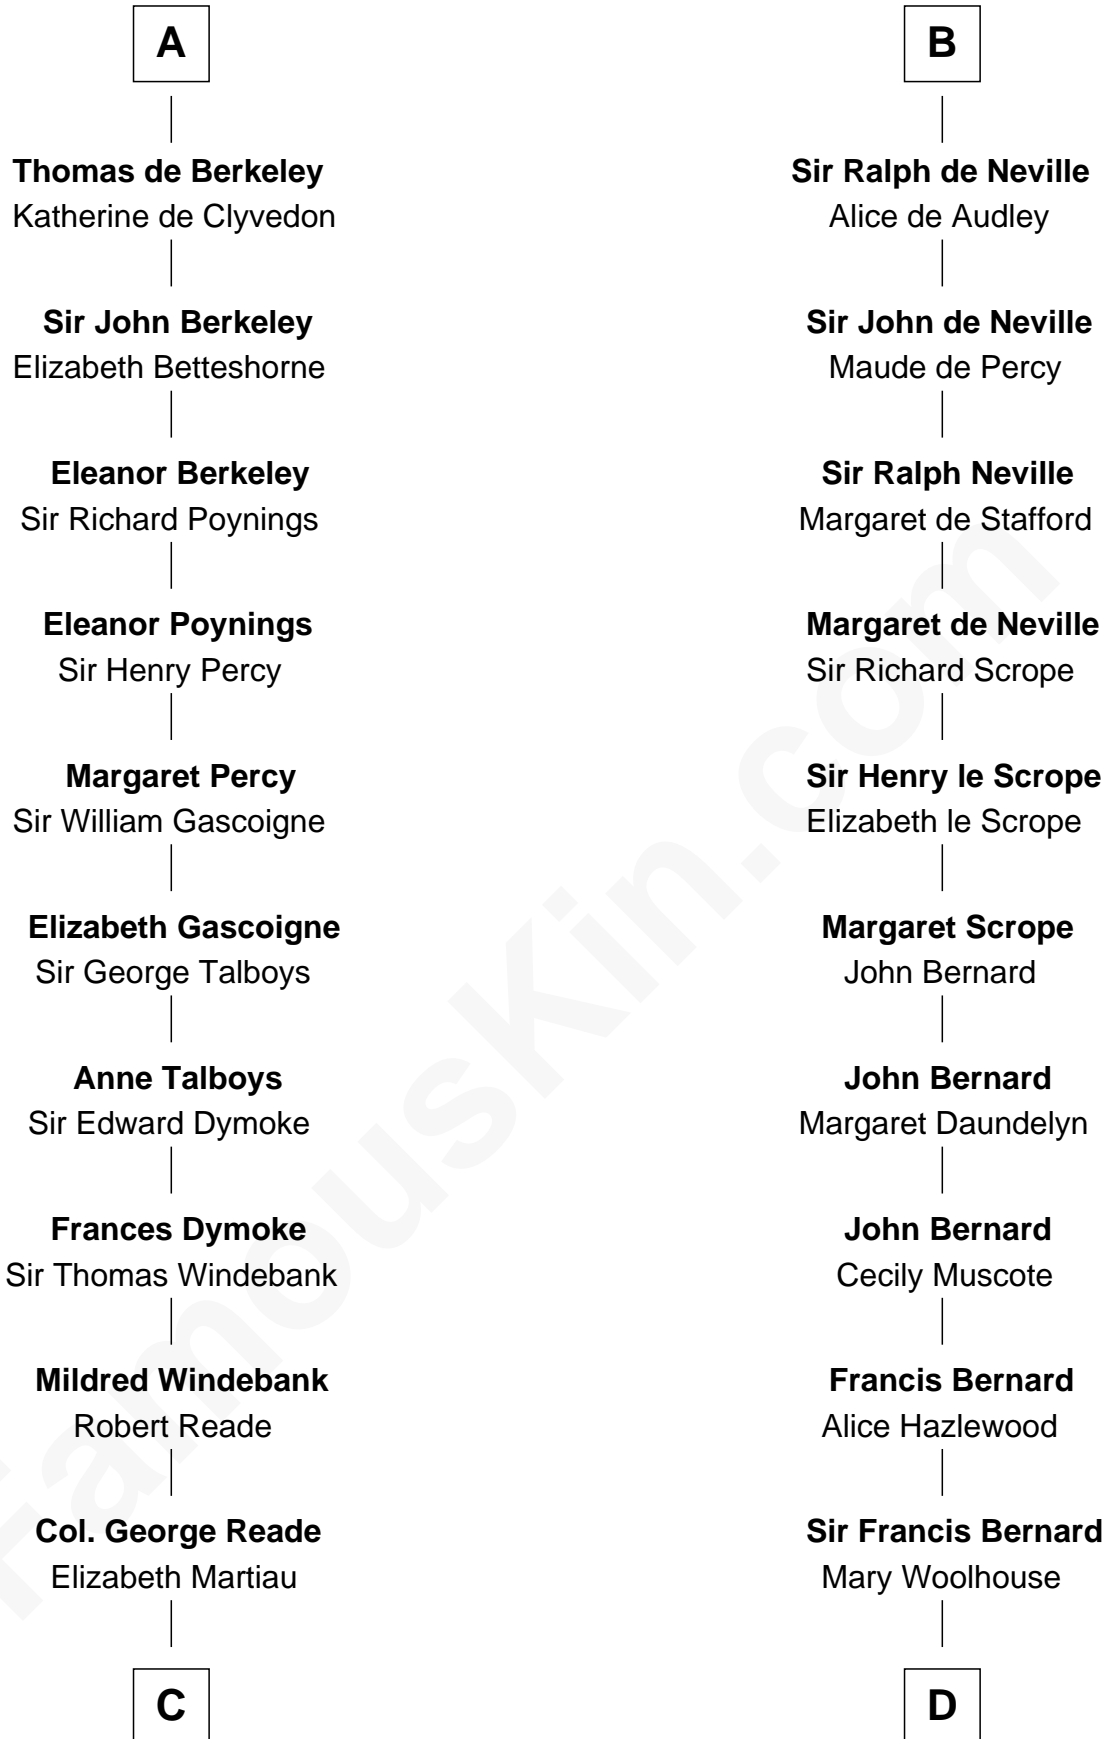 A
Thomas de Berkeley
Katherine de Clyvedon
Sir John Berkeley
Elizabeth Betteshorne
Eleanor Berkeley
Sir Richard Poynings
Eleanor Poynings
Sir Henry Percy
Margaret Percy
Sir William Gascoigne
Elizabeth Gascoigne
Sir George Talboys
Anne Talboys
Sir Edward Dymoke
Frances Dymoke
Sir Thomas Windebank
Mildred Windebank
Robert Reade
Col. George Reade
Elizabeth Martiau
C
B
Sir Ralph de Neville
Alice de Audley
Sir John de Neville
Maude de Percy
Sir Ralph Neville
Margaret de Stafford
Margaret de Neville
Sir Richard Scrope
Sir Henry le Scrope
Elizabeth le Scrope
Margaret Scrope
John Bernard
John Bernard
Margaret Daundelyn
John Bernard
Cecily Muscote
Francis Bernard
Alice Hazlewood
Sir Francis Bernard
Mary Woolhouse
D
FamousKin.com